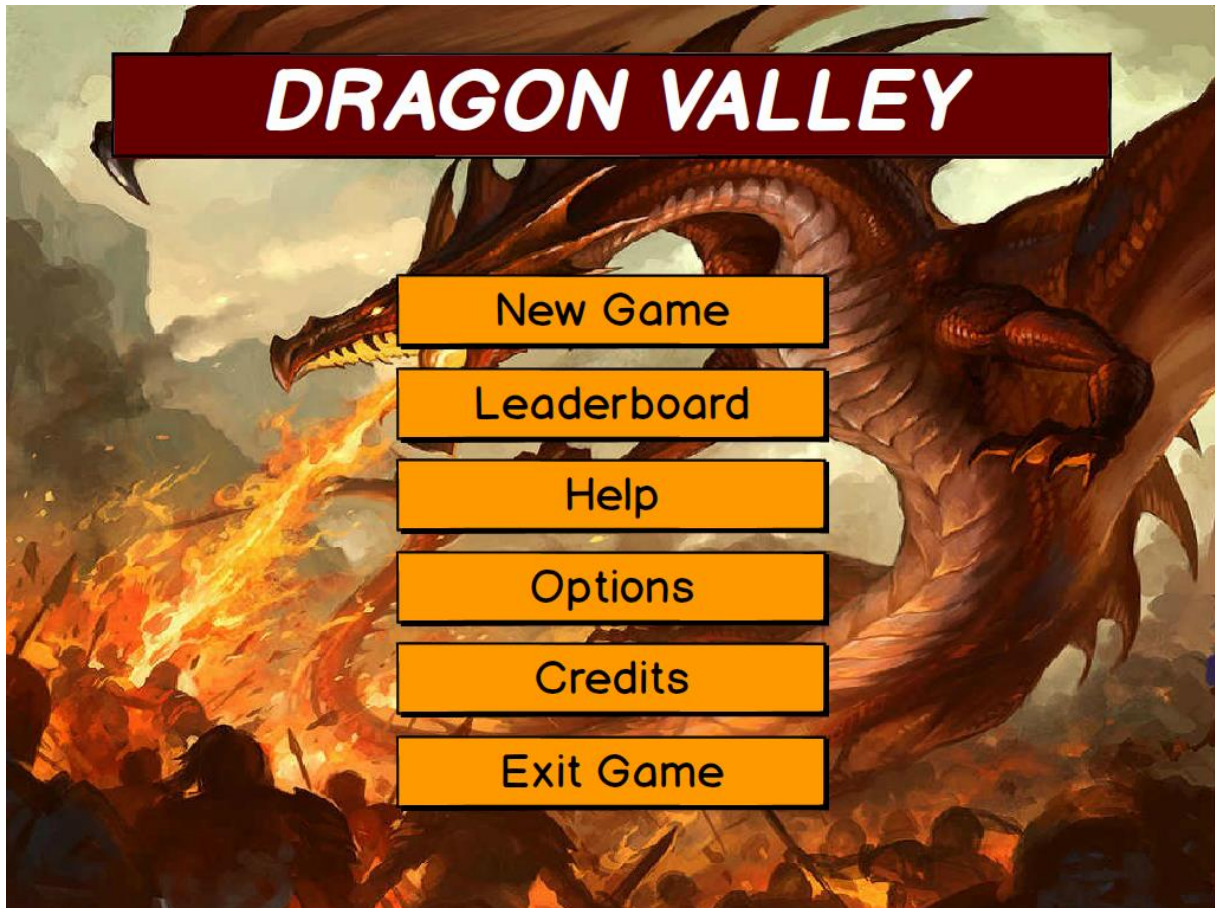 DRAGON VALLEY
New Game
Leaderboard
Help
Options
Credits
Exit Game